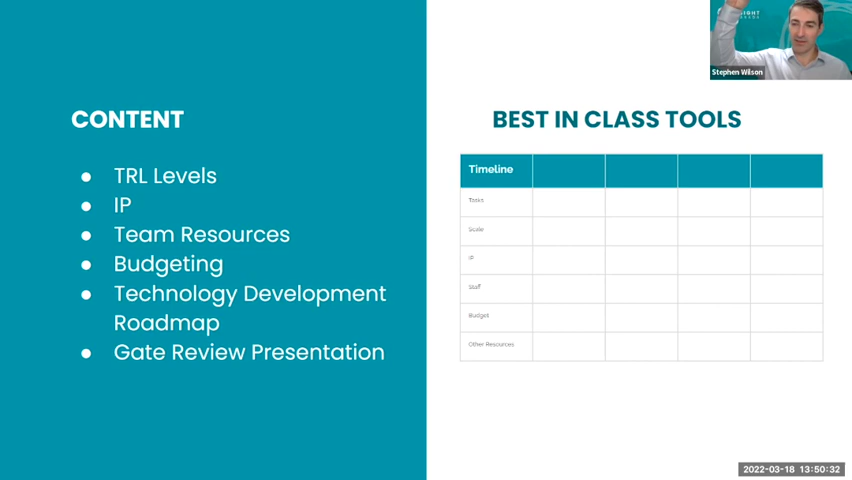 Stephen Wilson
CONTENT
● TRL Levels
● IP
● Team Resources
● Budgeting
● Technology Development
Roadmap
● Gate Review Presentation
BEST IN CLASS TOOLS
Timeline
Tasks
Scale
IP
Staff
Budget
Other Resources
2022-03-18 13:50:32